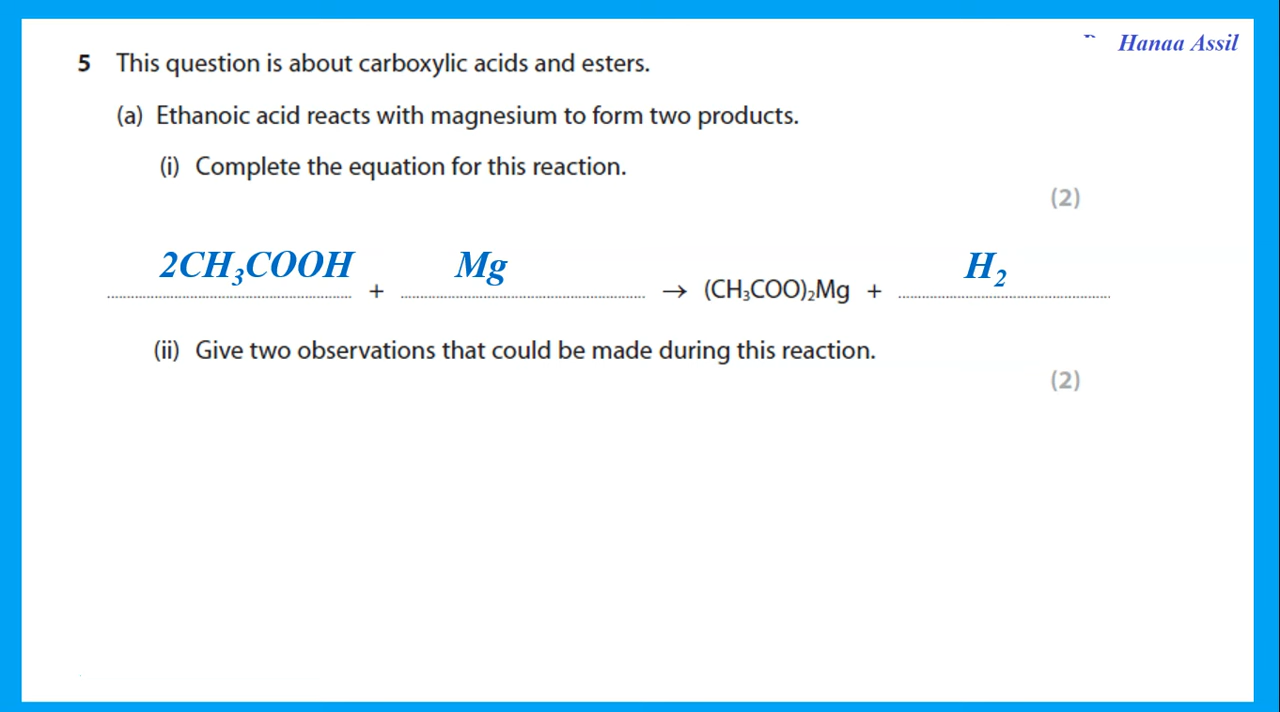 Hanaa Assil
5 This question is about carboxylic acids and esters.
(a) Ethanoic acid reacts with magnesium to form two products.
(i) Complete the equation for this reaction.
(2)
2CH₃COOH + Mg → (CH₃COO)₂Mg + H₂
(ii) Give two observations that could be made during this reaction.
(2)